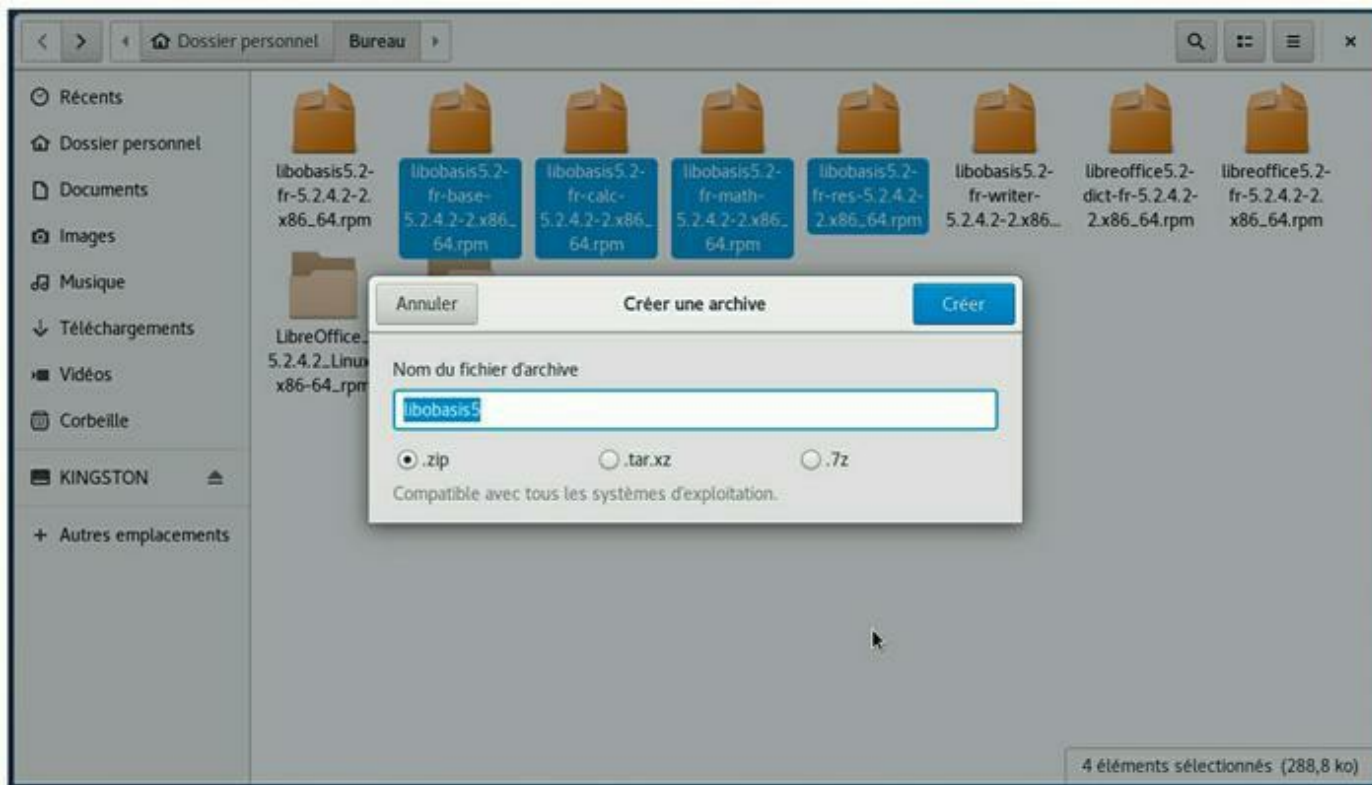 Dossier personnel
Bureau
Récents
Dossier personnel
Documents
Images
Musique
Téléchargements
Vidéos
Corbeille
KINGSTON
Autres emplacements
libobasis5.2-
fr-5.2.4.2-2.
x86_64.rpm
libobasis5.2-
fr-base-
5.2.4.2-2.x86_
64.rpm
libobasis5.2-
fr-calc-
5.2.4.2-2.x86_
64.rpm
libobasis5.2-
fr-math-
5.2.4.2-2.x86_
64.rpm
libobasis5.2-
fr-res-5.2.4.2-
2.x86_64.rpm
libobasis5.2-
fr-writer-
5.2.4.2-2.x86...
libreoffice5.2-
dict-fr-5.2.4.2-
2.x86_64.rpm
libreoffice5.2-
fr-5.2.4.2-2.
x86_64.rpm
LibreOffice_
5.2.4.2_Linux
x86-64_rpm
Annuler
Créer une archive
Créer
Nom du fichier d'archive
libobasis5
.zip
.tar.xz
.7z
Compatible avec tous les systèmes d'exploitation.
4 éléments sélectionnés (288,8 ko)